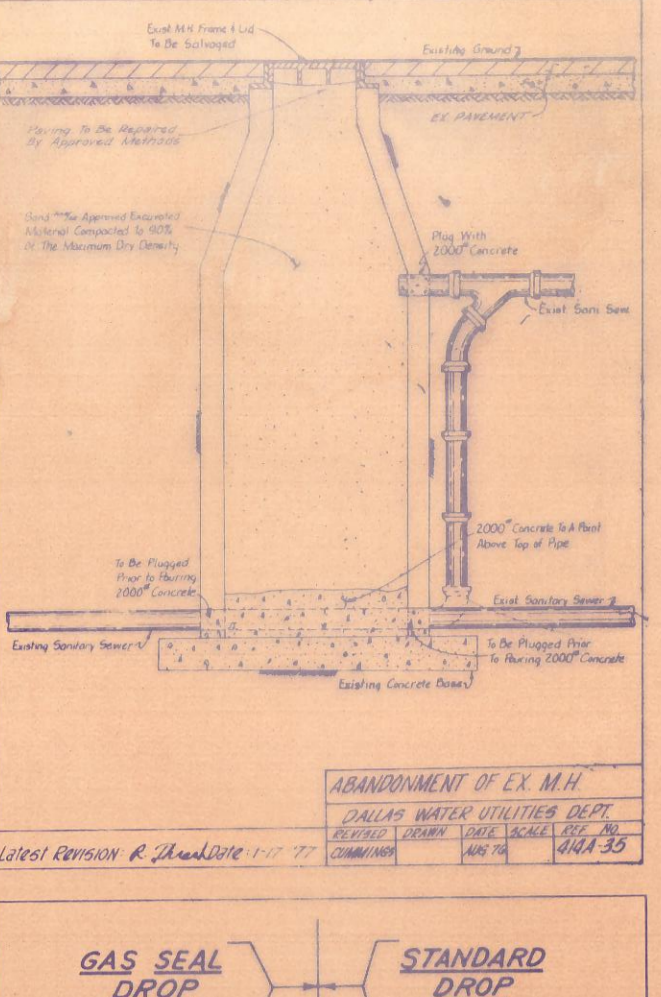 Exist. M.H. Frame & Lid
To Be Salvaged
Existing Ground
Paving To Be Repaired
By Approved Methods
EX. PAVEMENT
Sand Approved Excavated
Material Compacted To 90%
Of The Maximum Dry Density
Plug With
2000# Concrete
Exist. Sani. Sew.
2000# Concrete To A Point
Above Top of Pipe
To Be Plugged
Prior to Pouring
2000# Concrete
Exist. Sanitary Sewer
Existing Sanitary Sewer
To Be Plugged Prior
To Pouring 2000# Concrete
Existing Concrete Base
ABANDONMENT OF EX. M.H.
DALLAS WATER UTILITIES DEPT.
REVISED DRAWN DATE SCALE REF. NO.
CUMMINGS AUG 76 414A-35
Latest REVISION: R. Date: 1-17-77
GAS SEAL
DROP
STANDARD
DROP